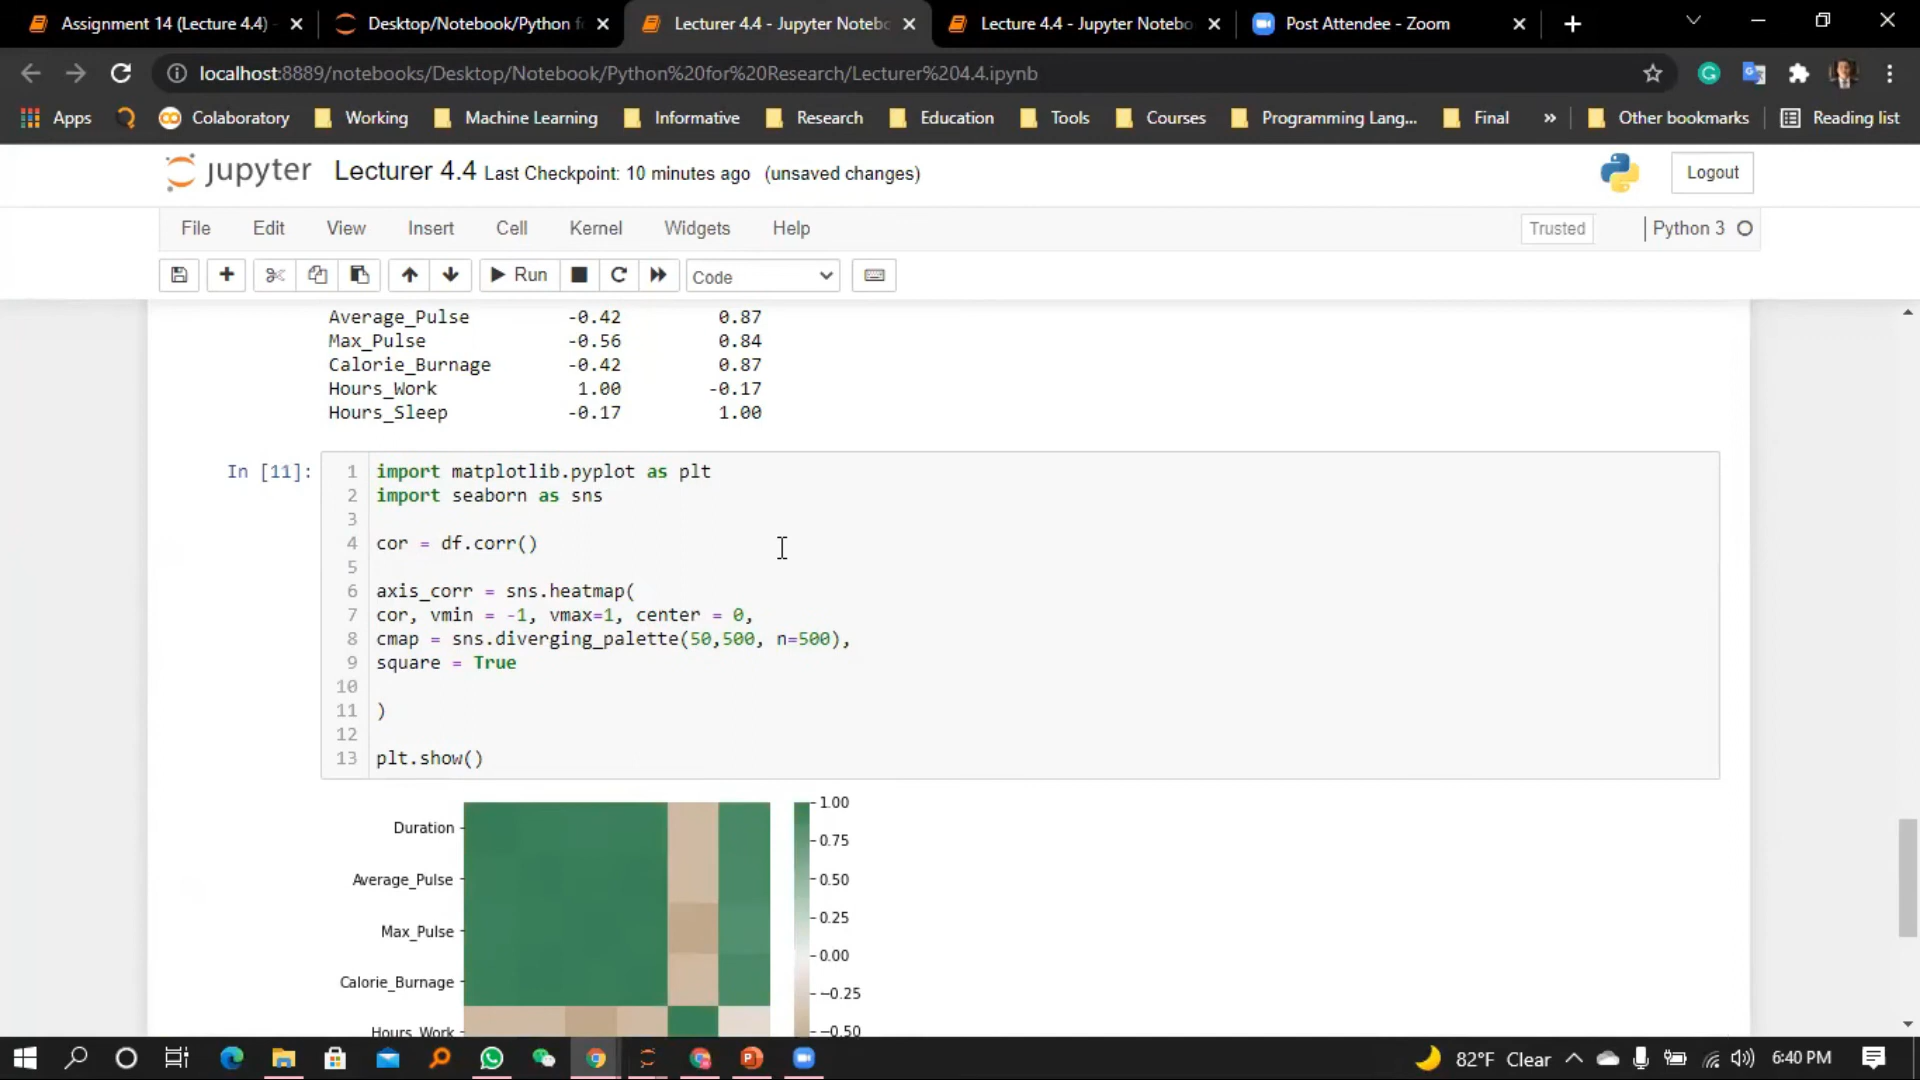 Assignment 14 (Lecture 4.4) -
Desktop/Notebook/Python f
Lecturer 4.4 - Jupyter Notebo
Lecture 4.4 - Jupyter Notebo
Post Attendee - Zoom
localhost:8889/notebooks/Desktop/Notebook/Python%20for%20Research/Lecturer%204.4.ipynb
Apps
Colaboratory
Working
Machine Learning
Informative
Research
Education
Tools
Courses
Programming Lang...
Final
»
Other bookmarks
Reading list
jupyter Lecturer 4.4 Last Checkpoint: 10 minutes ago (unsaved changes)
Logout
File Edit View Insert Cell Kernel Widgets Help
Trusted
Python 3
Run
Code
Average_Pulse -0.42 0.87
Max_Pulse -0.56 0.84
Calorie_Burnage -0.42 0.87
Hours_Work 1.00 -0.17
Hours_Sleep -0.17 1.00
In [11]:
1 import matplotlib.pyplot as plt
2 import seaborn as sns
3
4 cor = df.corr()
5
6 axis_corr = sns.heatmap(
7 cor, vmin = -1, vmax=1, center = 0,
8 cmap = sns.diverging_palette(50,500, n=500),
9 square = True
10
11 )
12
13 plt.show()
Duration
Average_Pulse
Max_Pulse
Calorie_Burnage
Hours_Work
1.00
0.75
0.50
0.25
0.00
−0.25
−0.50
82°F Clear
6:40 PM